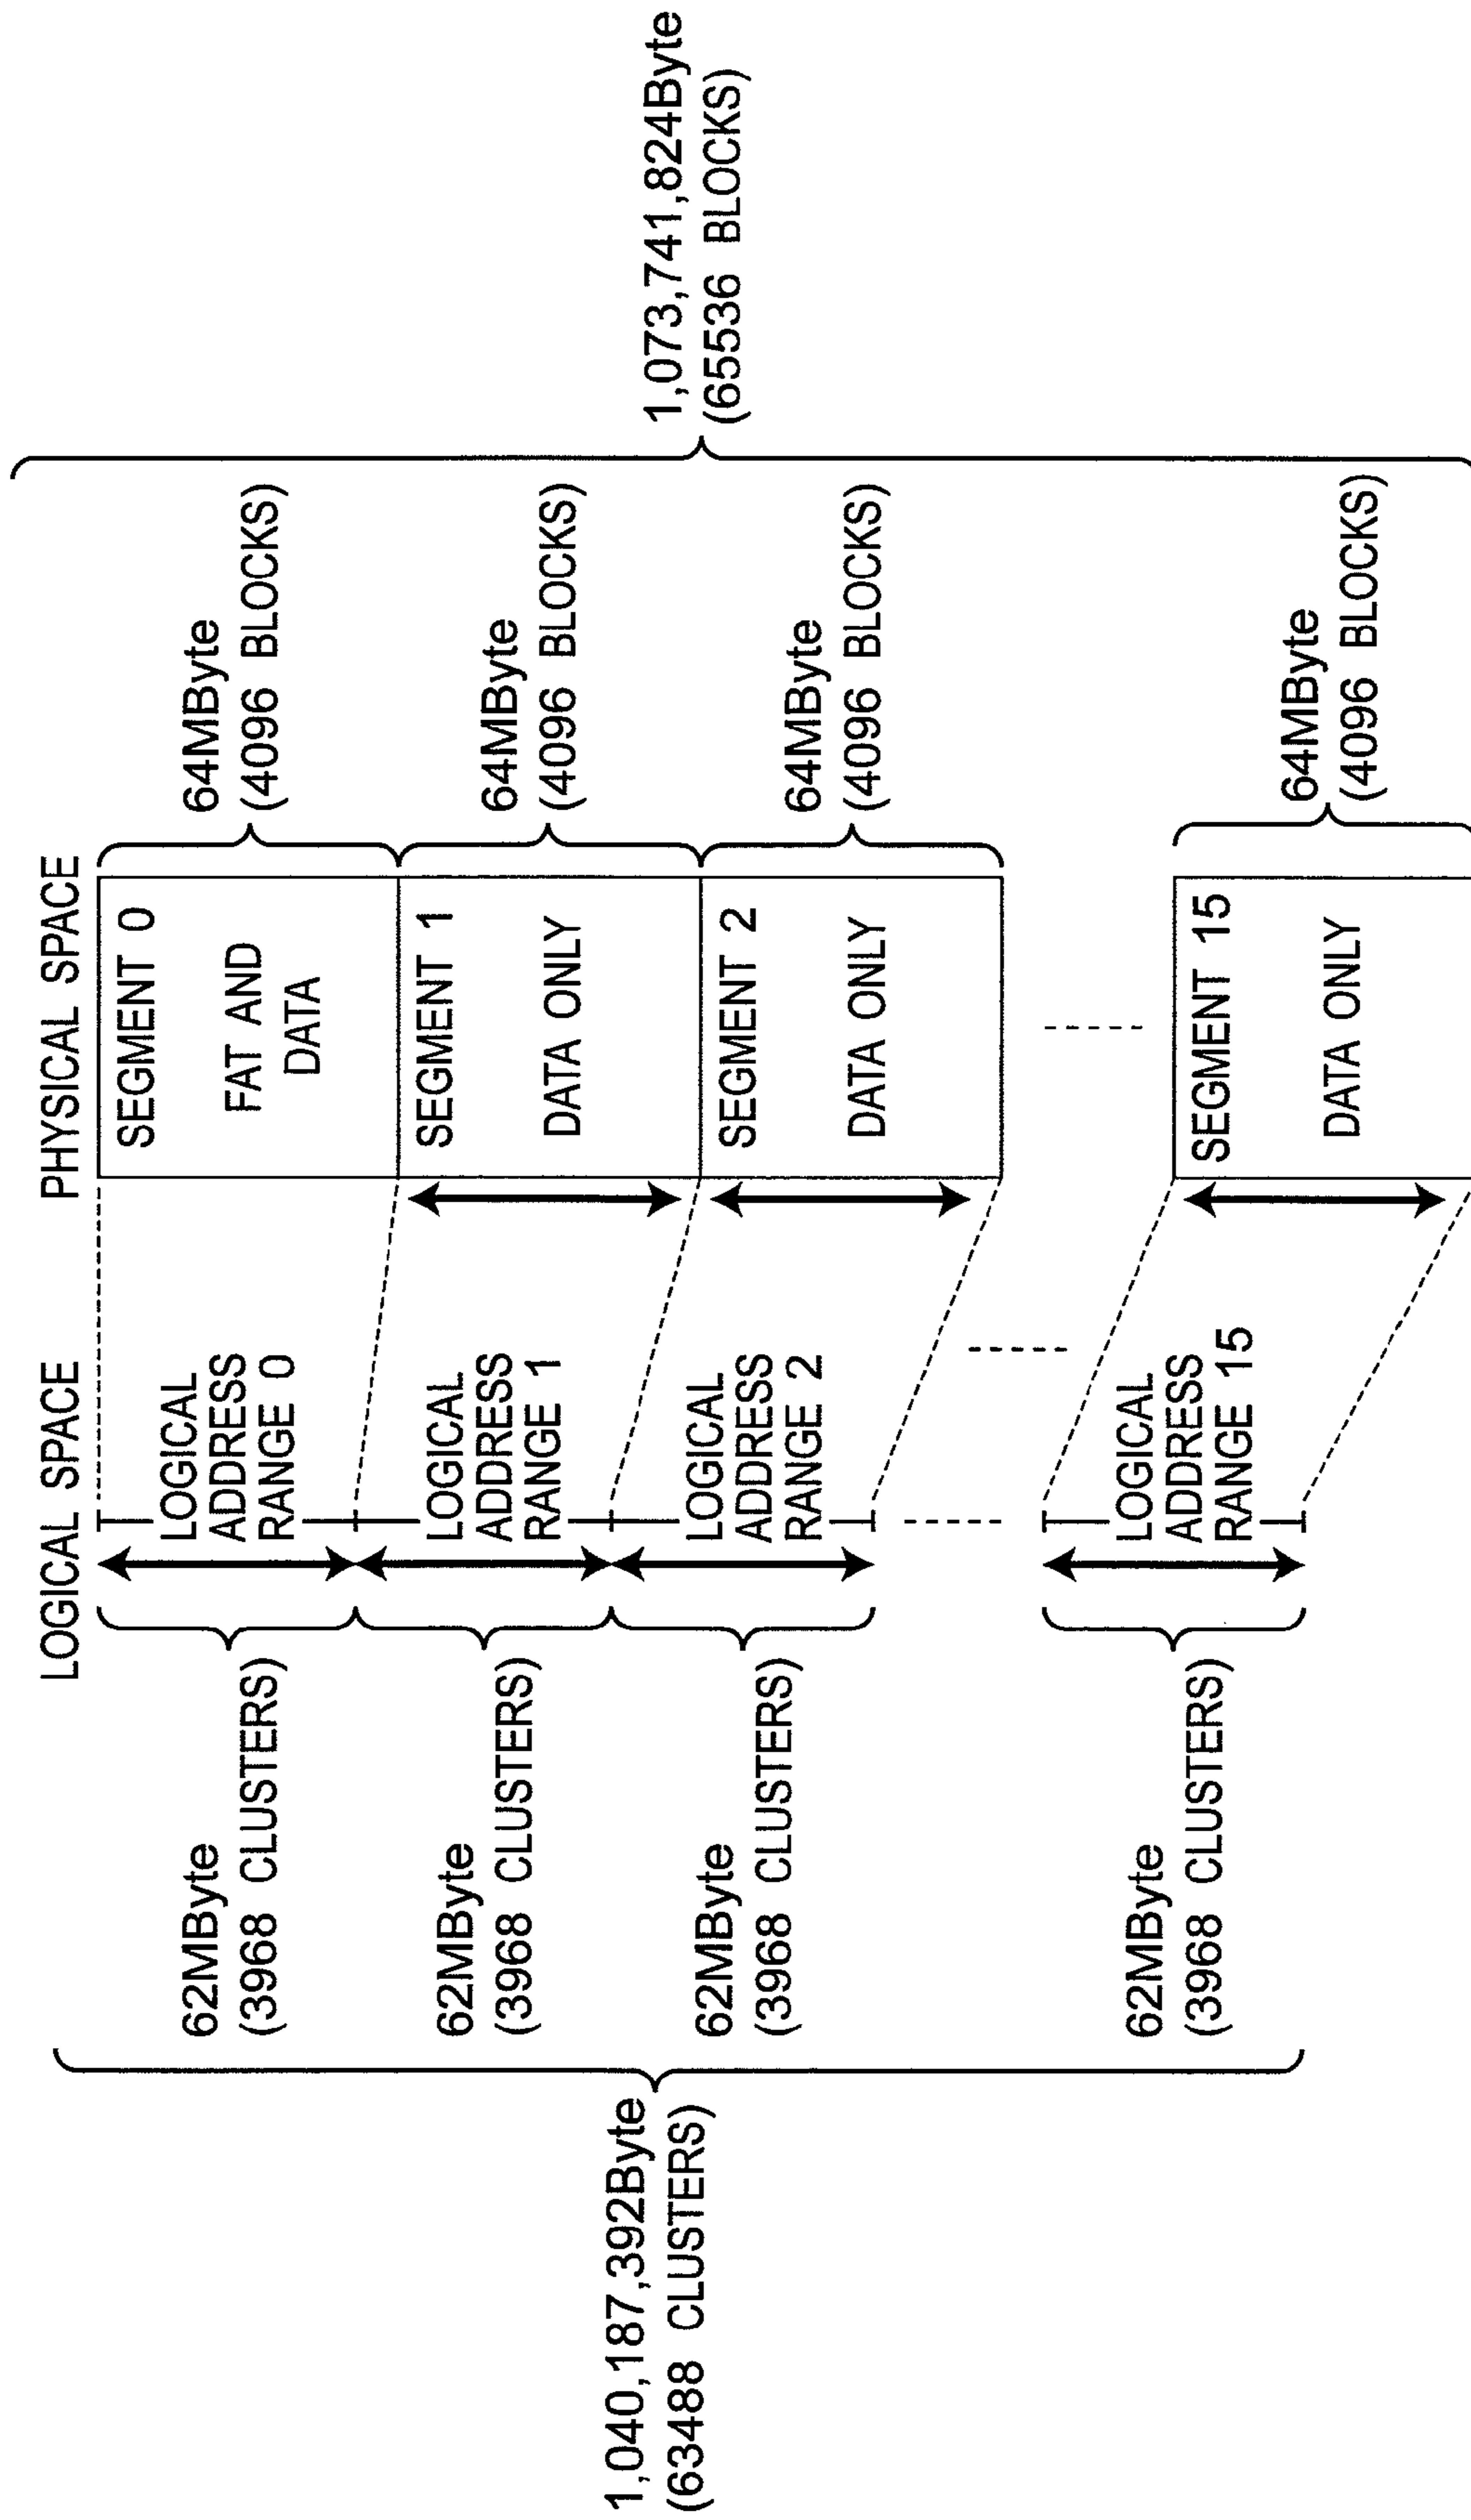 LOGICAL SPACE
PHYSICAL SPACE
1,040,187,392Byte
(63488 CLUSTERS)
62MByte
(3968 CLUSTERS)
LOGICAL
ADDRESS
RANGE 0
SEGMENT 0
FAT AND
DATA
64MByte
(4096 BLOCKS)
62MByte
(3968 CLUSTERS)
LOGICAL
ADDRESS
RANGE 1
SEGMENT 1
DATA ONLY
64MByte
(4096 BLOCKS)
62MByte
(3968 CLUSTERS)
LOGICAL
ADDRESS
RANGE 2
SEGMENT 2
DATA ONLY
64MByte
(4096 BLOCKS)
62MByte
(3968 CLUSTERS)
LOGICAL
ADDRESS
RANGE 15
SEGMENT 15
DATA ONLY
64MByte
(4096 BLOCKS)
1,073,741,824Byte
(65536 BLOCKS)